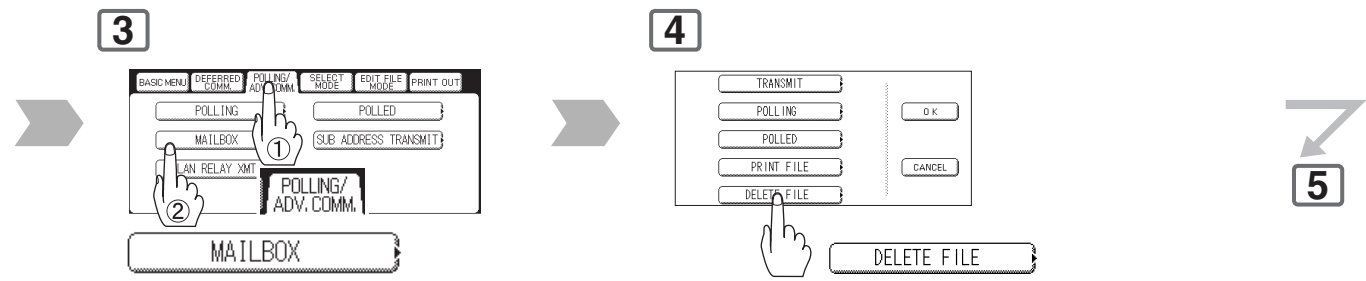 3
BASIC MENU DEFERRED COMM. POLLING/ ADV. COMM. SELECT MODE EDIT FILE MODE PRINT OUT
POLLING POLLED
MAILBOX SUB ADDRESS TRANSMIT
LAN RELAY XMT
1
2
POLLING/
ADV. COMM.
MAILBOX
4
TRANSMIT
POLLING OK
POLLED
PRINT FILE CANCEL
DELETE FILE
DELETE FILE
5